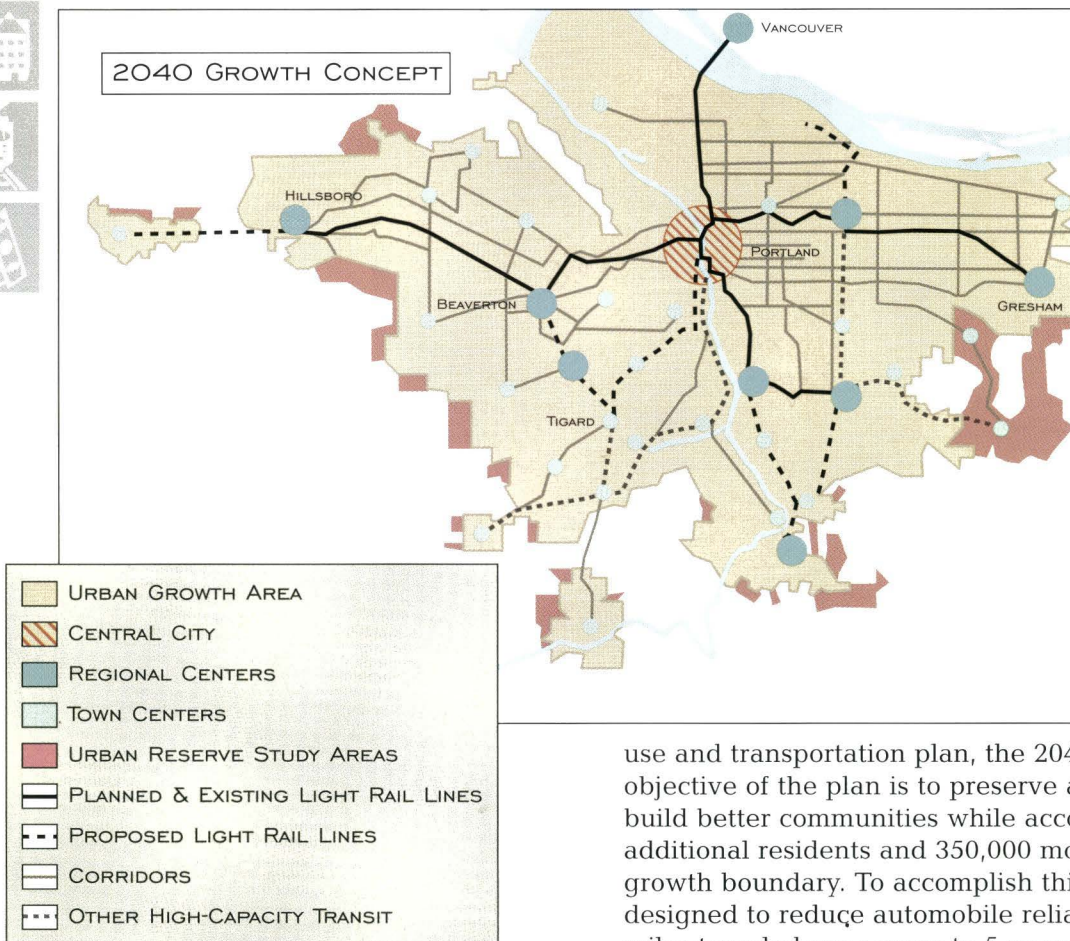 2040 GROWTH CONCEPT
VANCOUVER
HILLSBORO
PORTLAND
BEAVERTON
GRESHAM
TIGARD
URBAN GROWTH AREA
CENTRAL CITY
REGIONAL CENTERS
TOWN CENTERS
URBAN RESERVE STUDY AREAS
PLANNED & EXISTING LIGHT RAIL LINES
PROPOSED LIGHT RAIL LINES
CORRIDORS
OTHER HIGH-CAPACITY TRANSIT
use and transportation plan, the 204
objective of the plan is to preserve a
build better communities while acco
additional residents and 350,000 mo
growth boundary. To accomplish thi
designed to reduce automobile relia